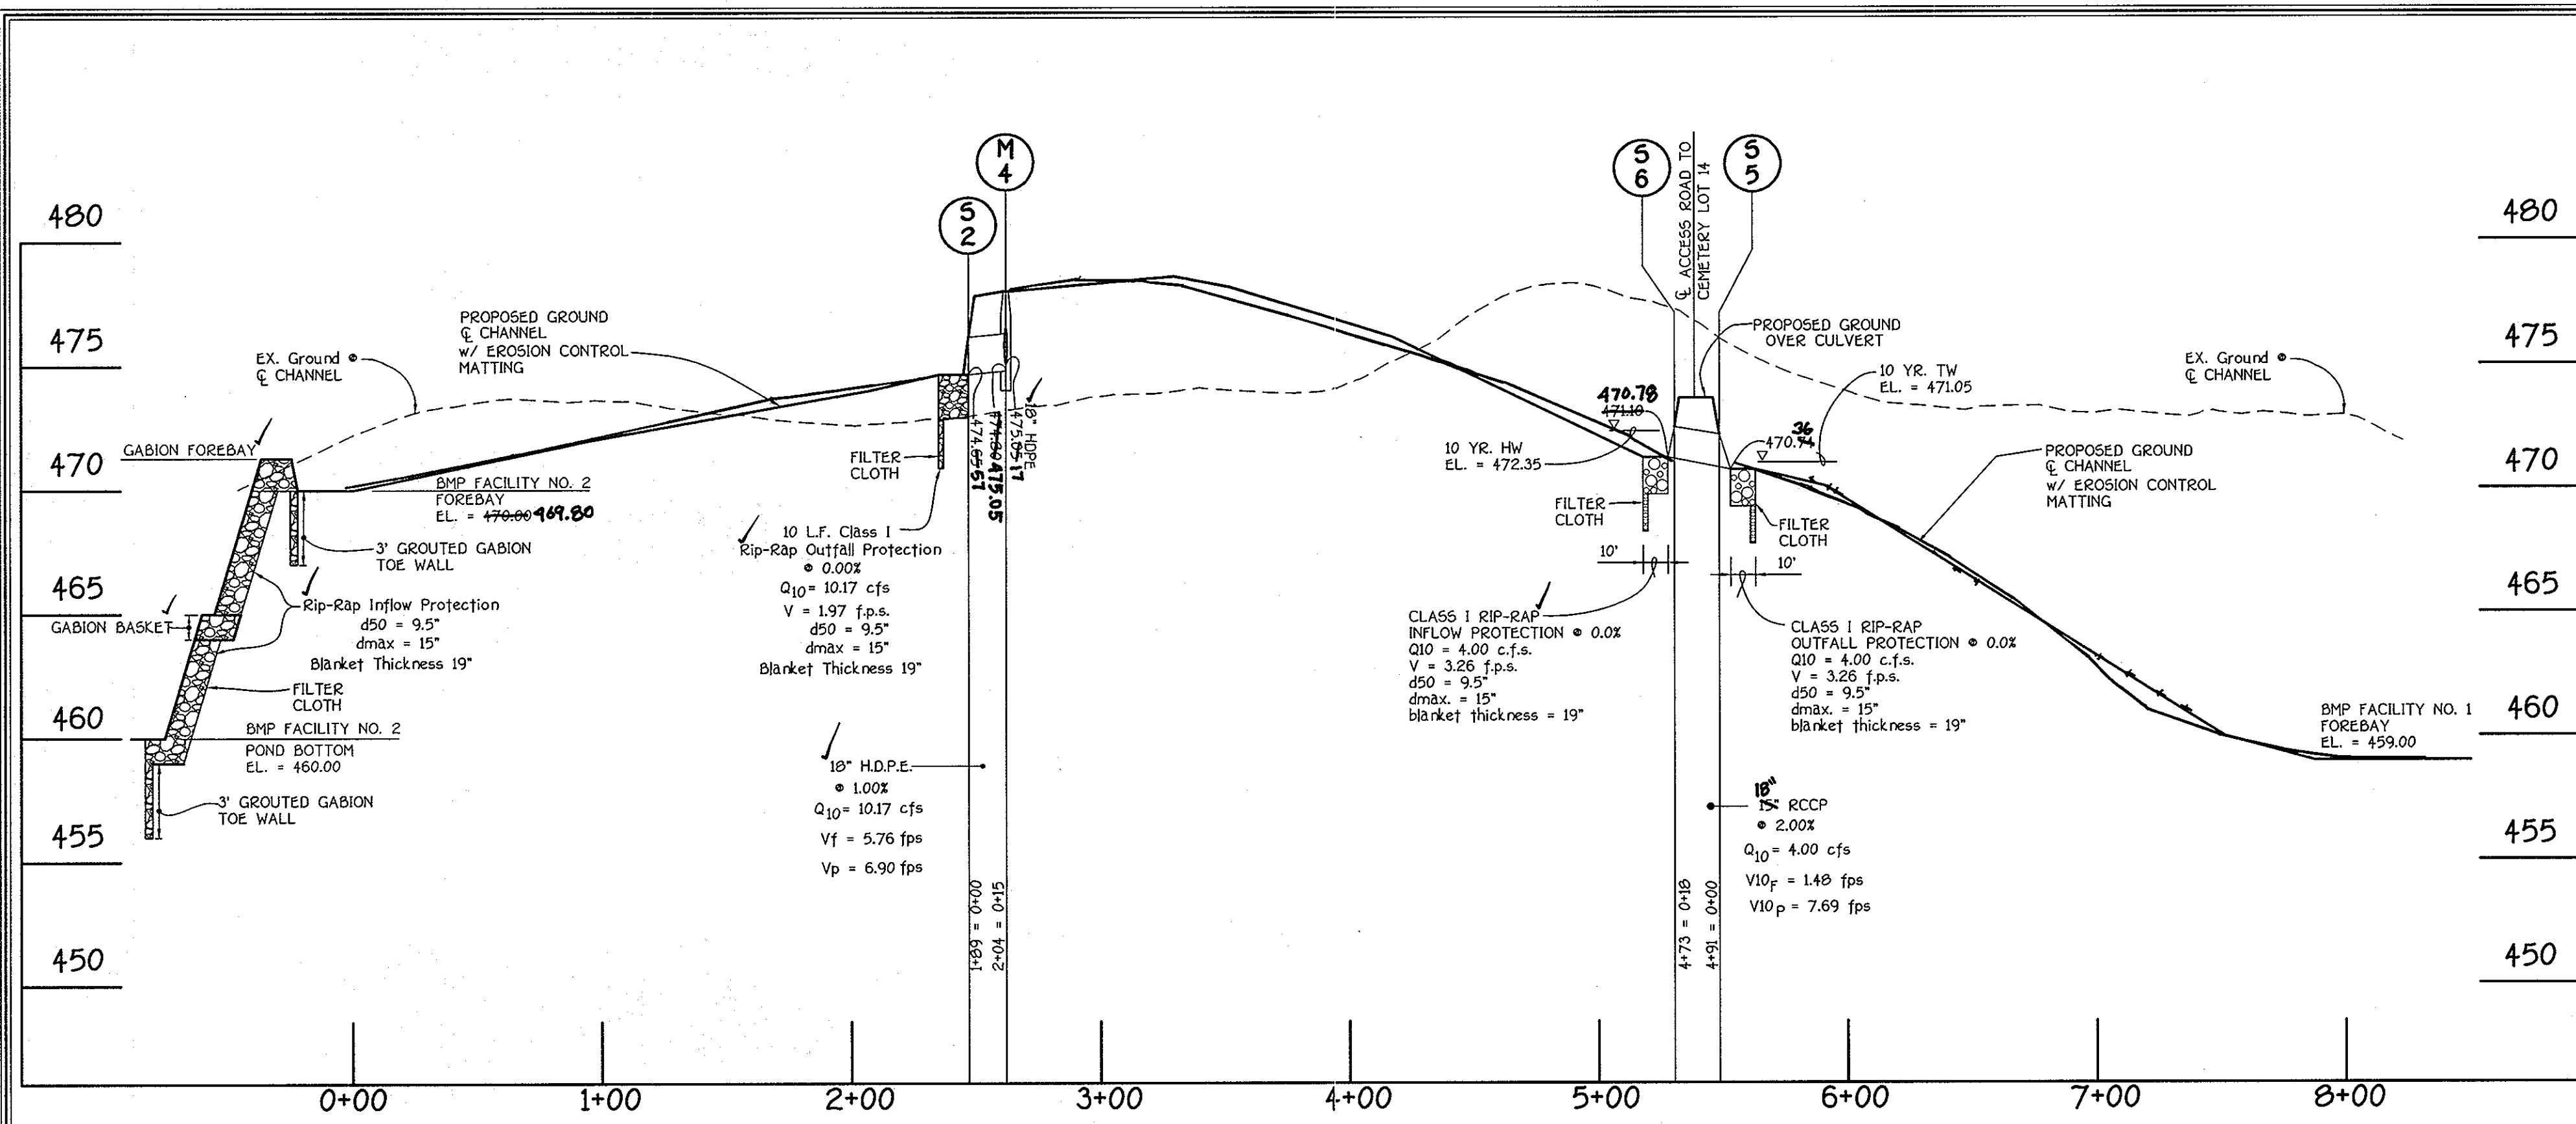 480
475
470
465
460
455
450
480
475
470
465
460
455
450
EX. Ground @
℄ CHANNEL
PROPOSED GROUND
℄ CHANNEL
w/ EROSION CONTROL
MATTING
GABION FOREBAY
BMP FACILITY NO. 2
FOREBAY
EL. = 470.00 469.80
3' GROUTED GABION
TOE WALL
Rip-Rap Inflow Protection
d50 = 9.5"
dmax = 15"
Blanket Thickness 19"
GABION BASKET
FILTER
CLOTH
BMP FACILITY NO. 2
POND BOTTOM
EL. = 460.00
3' GROUTED GABION
TOE WALL
S
2
M
4
FILTER
CLOTH
10 L.F. Class I
Rip-Rap Outfall Protection
@ 0.00%
Q10 = 10.17 cfs
V = 1.97 f.p.s.
d50 = 9.5"
dmax = 15"
Blanket Thickness 19"
474.65 57
474.80 475.05
475.05 17
18" HDPE
18" H.D.P.E.
@ 1.00%
Q10 = 10.17 cfs
Vf = 5.76 fps
Vp = 6.90 fps
1+89 = 0+00
2+04 = 0+15
S
6
℄ ACCESS ROAD TO
CEMETERY LOT 14
S
5
PROPOSED GROUND
OVER CULVERT
10 YR. TW
EL. = 471.05
470.78
471.10
36
470.74
10 YR. HW
EL. = 472.35
FILTER
CLOTH
FILTER
CLOTH
10'
10'
CLASS I RIP-RAP
INFLOW PROTECTION @ 0.0%
Q10 = 4.00 c.f.s.
V = 3.26 f.p.s.
d50 = 9.5"
dmax. = 15"
blanket thickness = 19"
CLASS I RIP-RAP
OUTFALL PROTECTION @ 0.0%
Q10 = 4.00 c.f.s.
V = 3.26 f.p.s.
d50 = 9.5"
dmax. = 15"
blanket thickness = 19"
18"
15" RCCP
@ 2.00%
Q10 = 4.00 cfs
V10F = 1.48 fps
V10P = 7.69 fps
4+73 = 0+18
4+91 = 0+00
EX. Ground @
℄ CHANNEL
PROPOSED GROUND
℄ CHANNEL
w/ EROSION CONTROL
MATTING
BMP FACILITY NO. 1
FOREBAY
EL. = 459.00
0+00
1+00
2+00
3+00
4+00
5+00
6+00
7+00
8+00